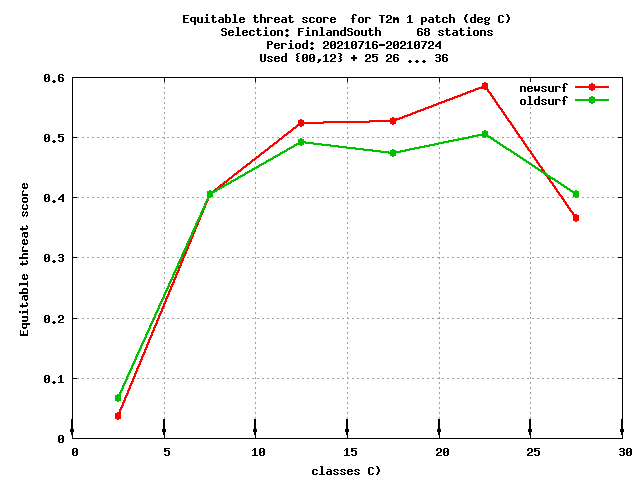 Equitable threat score  for T2m 1 patch (deg C)
Selection: FinlandSouth     68 stations
Period: 20210716-20210724
Used {00,12} + 25 26 ... 36
newsurf
oldsurf
Equitable threat score
0.6
0.5
0.4
0.3
0.2
0.1
0
0 5 10 15 20 25 30
classes C)